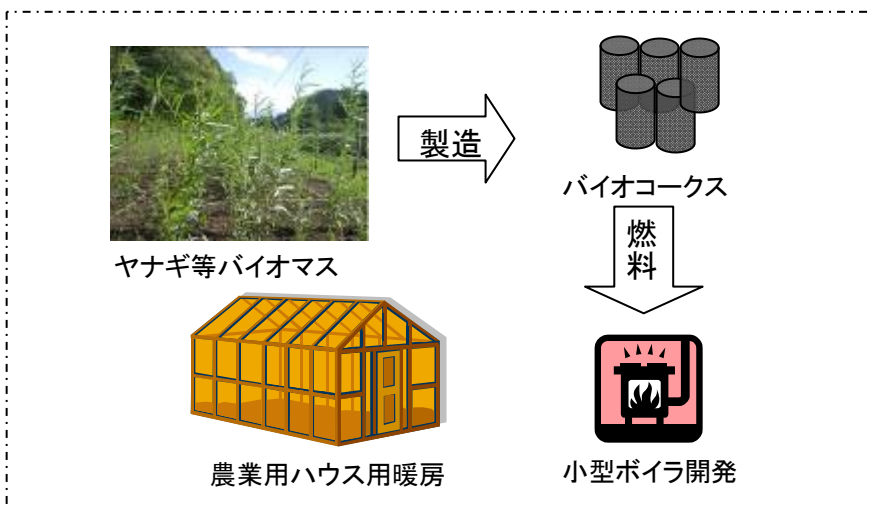 製造
バイオコークス
ヤナギ等バイオマス
燃
料
農業用ハウス用暖房
小型ボイラ開発